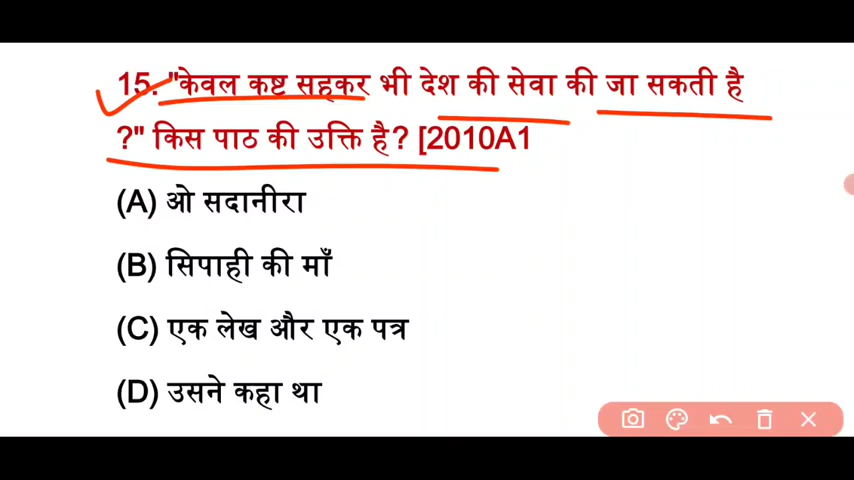 15. "केवल कष्ट सहकर भी देश की सेवा की जा सकती है
?" किस पाठ की उक्ति है? [2010A1
(A) ओ सदानीरा
(B) सिपाही की माँ
(C) एक लेख और एक पत्र
(D) उसने कहा था